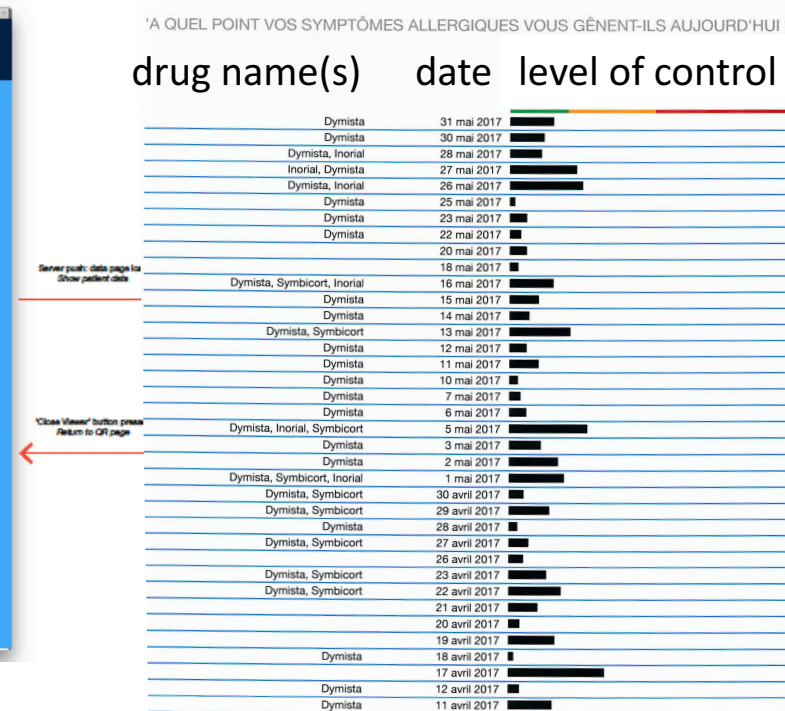 'A QUEL POINT VOS SYMPTÔMES ALLERGIQUES VOUS GÊNENT-ILS AUJOURD'HUI
drug name(s) date level of control
Dymista 31 mai 2017
Dymista 30 mai 2017
Dymista, Inorial 28 mai 2017
Inorial, Dymista 27 mai 2017
Dymista, Inorial 26 mai 2017
Dymista 25 mai 2017
Dymista 23 mai 2017
Dymista 22 mai 2017
20 mai 2017
18 mai 2017
Server push: data page loa
Show patient data
Dymista, Symbicort, Inorial 16 mai 2017
Dymista 15 mai 2017
Dymista 14 mai 2017
Dymista, Symbicort 13 mai 2017
Dymista 12 mai 2017
Dymista 11 mai 2017
Dymista 10 mai 2017
Dymista 7 mai 2017
Dymista 6 mai 2017
'Close Viewer' button press
Return to QR page
Dymista, Inorial, Symbicort 5 mai 2017
Dymista 3 mai 2017
Dymista 2 mai 2017
Dymista, Symbicort, Inorial 1 mai 2017
Dymista, Symbicort 30 avril 2017
Dymista, Symbicort 29 avril 2017
Dymista 28 avril 2017
Dymista, Symbicort 27 avril 2017
26 avril 2017
Dymista, Symbicort 23 avril 2017
Dymista, Symbicort 22 avril 2017
21 avril 2017
20 avril 2017
19 avril 2017
Dymista 18 avril 2017
17 avril 2017
Dymista 12 avril 2017
Dymista 11 avril 2017